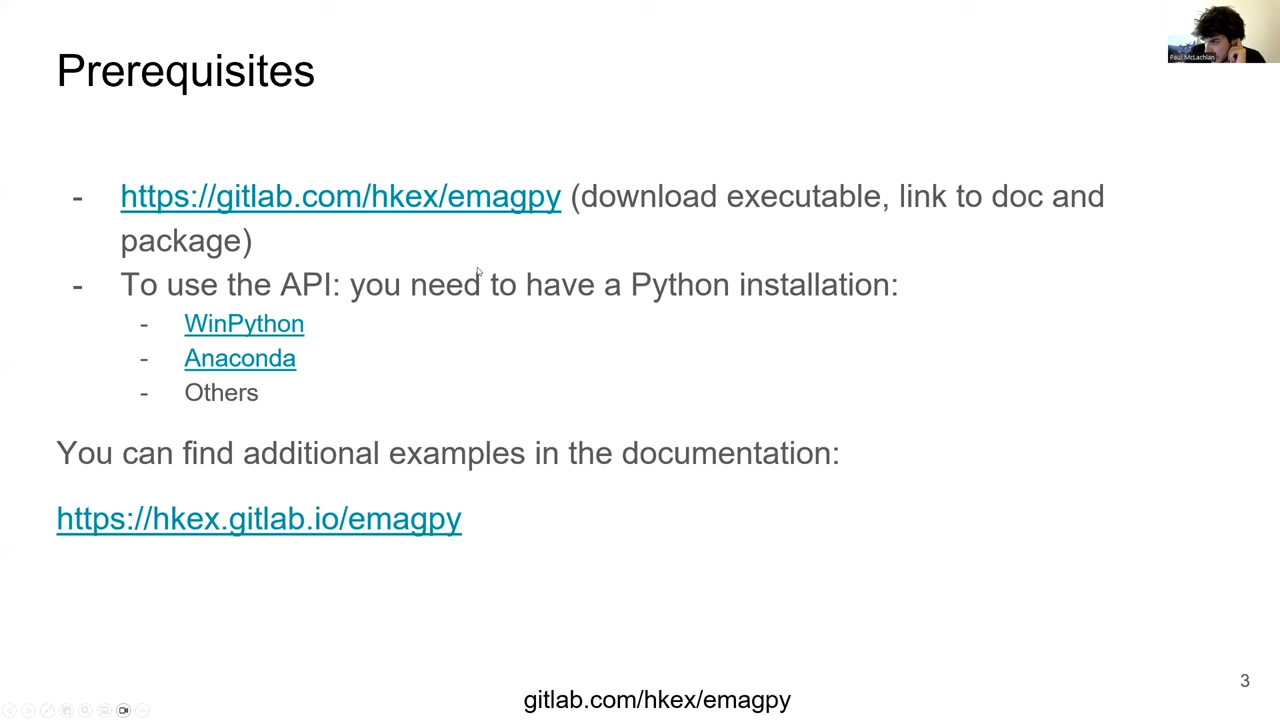 Prerequisites
Paul McLachlan
- https://gitlab.com/hkex/emagpy (download executable, link to doc and
package)
- To use the API: you need to have a Python installation:
- WinPython
- Anaconda
- Others
You can find additional examples in the documentation:
https://hkex.gitlab.io/emagpy
3
gitlab.com/hkex/emagpy